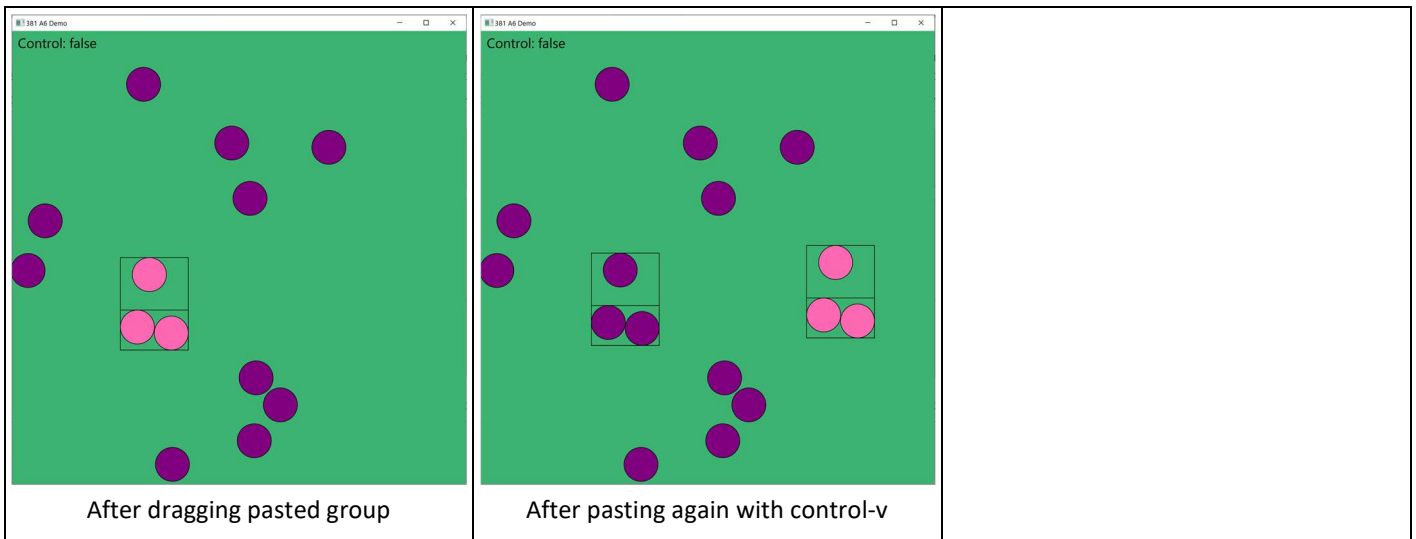 381 A6 Demo
Control: false
After dragging pasted group
381 A6 Demo
Control: false
After pasting again with control-v